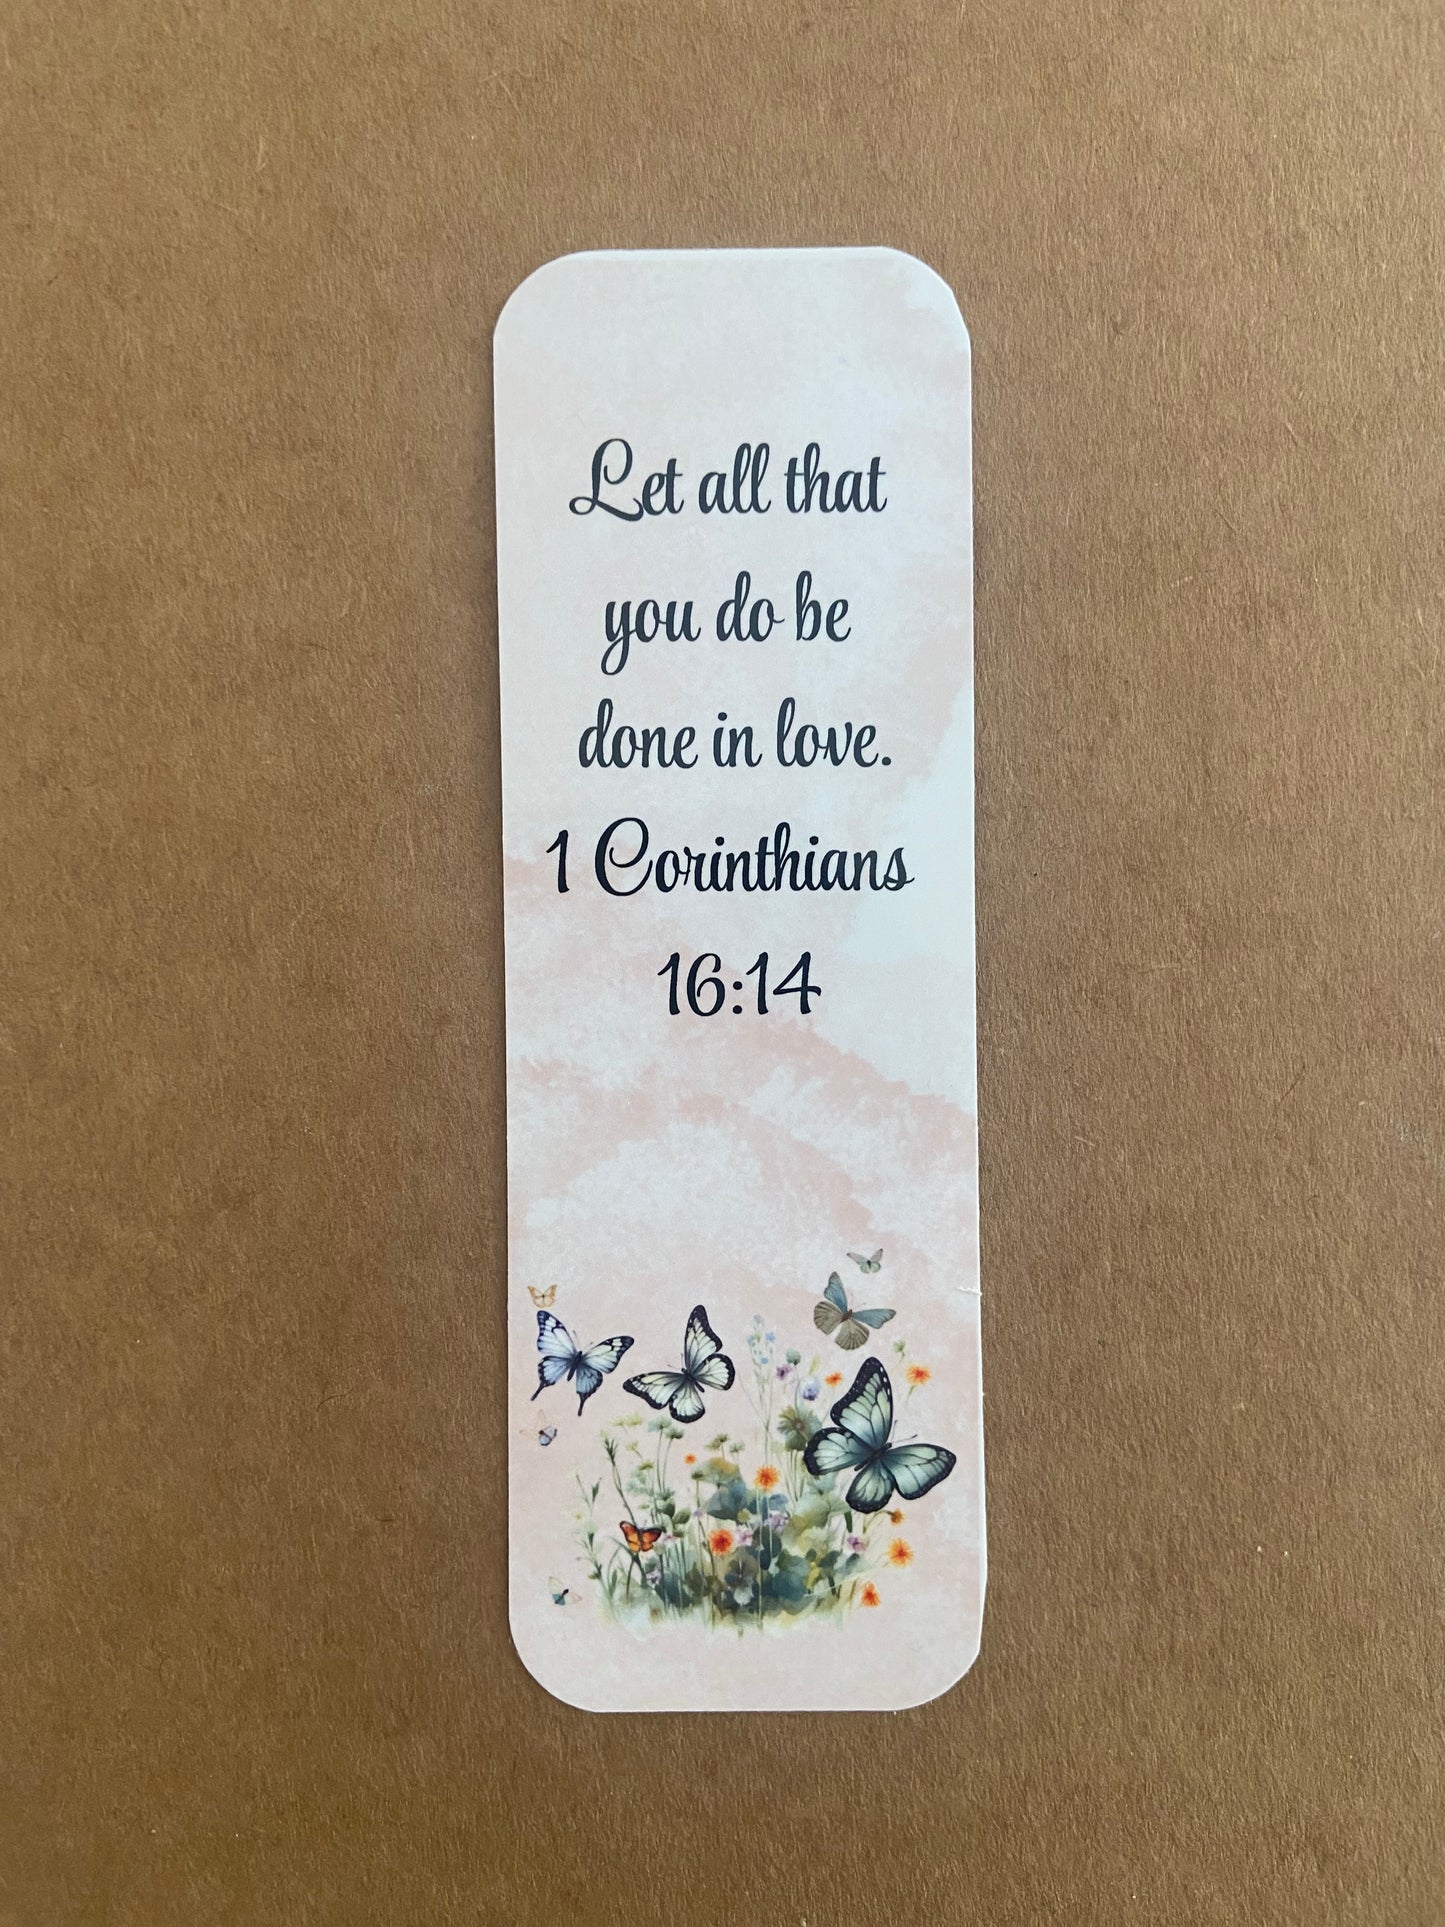 Let all that
you do be
done in love.
1 Corinthians
16:14